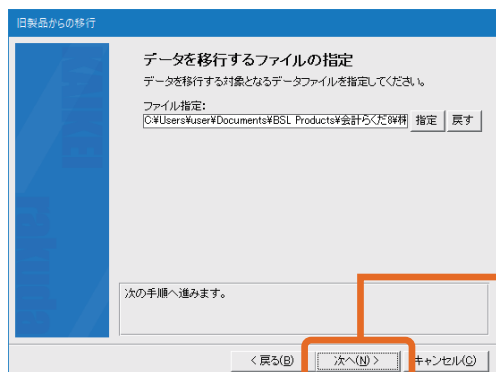 旧製品からの移行
データを移行するファイルの指定
データを移行する対象となるデータファイルを指定してください。
ファイル指定:
C:¥Users¥user¥Documents¥BSL Products¥会計らくだ8¥株 指定 戻す
次の手順へ進みます。
< 戻る(B) 次へ(N) > キャンセル(C)
KAIKEI
rakuda